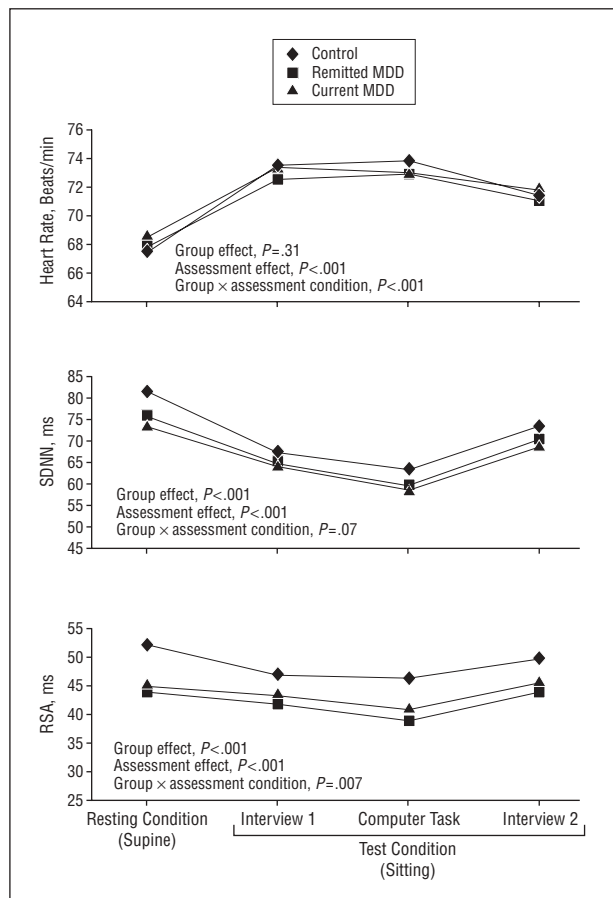 Control
Remitted MDD
Current MDD
76
74
72
70
68
66
64
Heart Rate, Beats/min
Group effect, P=.31
Assessment effect, P<.001
Group × assessment condition, P<.001
85
80
75
70
65
60
55
50
45
SDNN, ms
Group effect, P<.001
Assessment effect, P<.001
Group × assessment condition, P=.07
55
50
45
40
35
30
25
RSA, ms
Group effect, P<.001
Assessment effect, P<.001
Group × assessment condition, P=.007
Resting Condition
(Supine)
Interview 1
Computer Task
Interview 2
Test Condition
(Sitting)